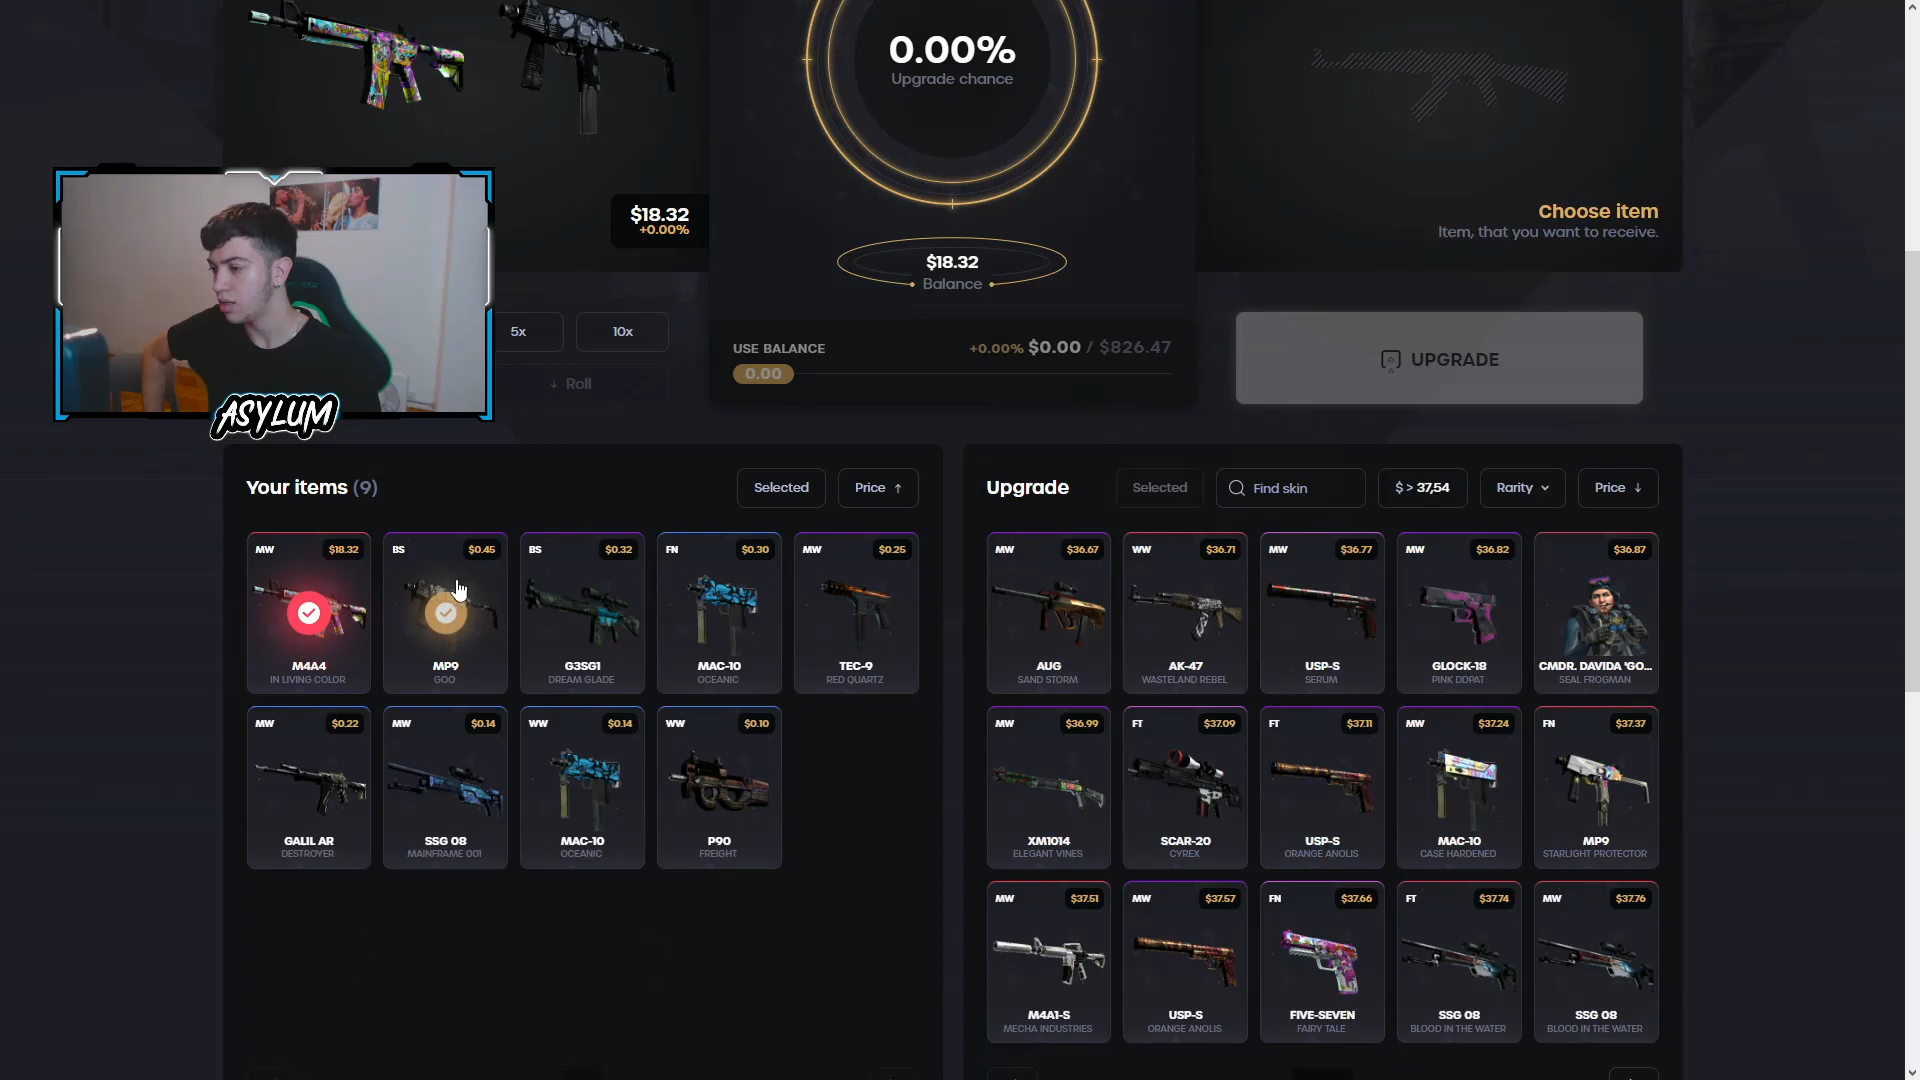 0.00%
Upgrade chance
$18.32
+0.00%
Choose item
Item, that you want to receive.
$18.32
Balance
5x
10x
USE BALANCE
+0.00% $0.00 / $826.47
0.00
UPGRADE
Roll
ASYLUM
Your items (9)
Selected
Price
Upgrade
Selected
Find skin
$ > 37,54
Rarity
Price
MW $18.32
M4A4
IN LIVING COLOR
BS $0.45
MP9
GOO
BS $0.32
G3SG1
DREAM GLADE
FN $0.30
MAC-10
OCEANIC
MW $0.25
TEC-9
RED QUARTZ
MW $0.22
GALIL AR
DESTROYER
MW $0.14
SSG 08
MAINFRAME 001
WW $0.14
MAC-10
OCEANIC
WW $0.10
P90
FREIGHT
MW $36.67
AUG
SAND STORM
WW $36.71
AK-47
WASTELAND REBEL
MW $36.77
USP-S
SERUM
MW $36.82
GLOCK-18
PINK DDPAT
$36.87
CMDR. DAVIDA 'GO...
SEAL FROGMAN
MW $36.99
XM1014
ELEGANT VINES
FT $37.09
SCAR-20
CYREX
FT $37.11
USP-S
ORANGE ANOLIS
MW $37.24
MAC-10
CASE HARDENED
FN $37.37
MP9
STARLIGHT PROTECTOR
MW $37.51
M4A1-S
MECHA INDUSTRIES
MW $37.57
USP-S
ORANGE ANOLIS
FN $37.66
FIVE-SEVEN
FAIRY TALE
FT $37.74
SSG 08
BLOOD IN THE WATER
MW $37.76
SSG 08
BLOOD IN THE WATER